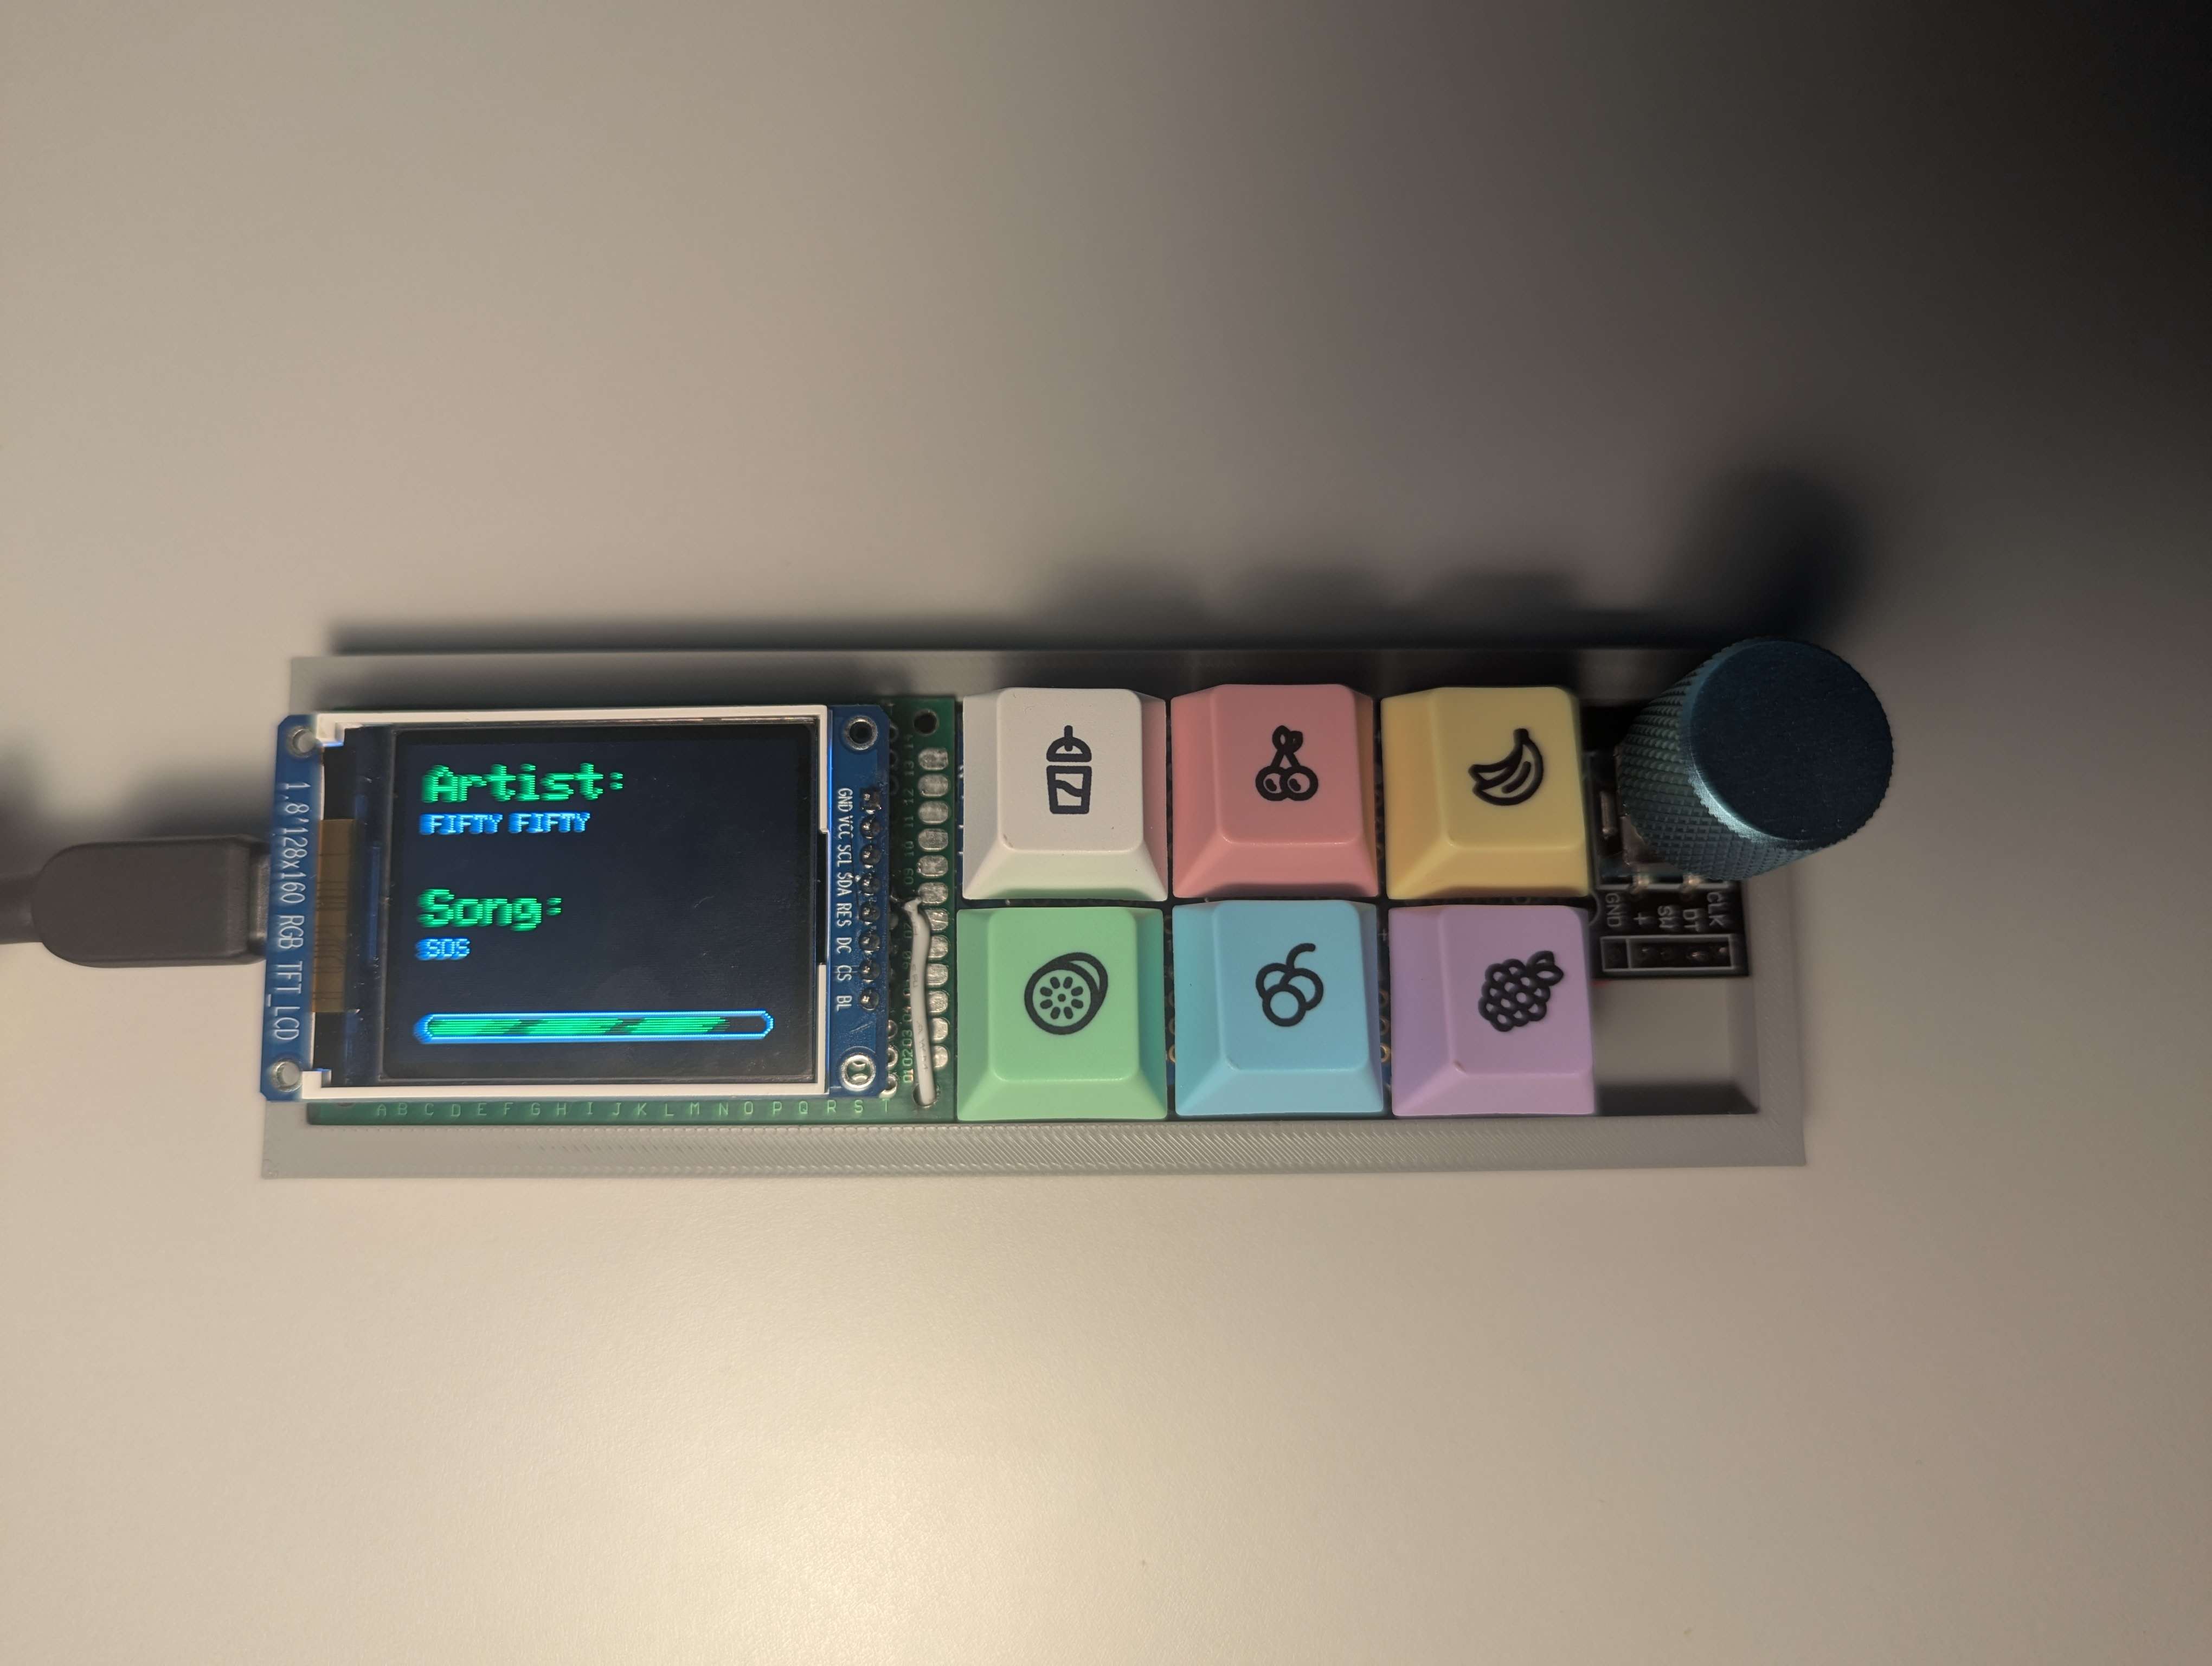 Artist:
FIFTY FIFTY
Song:
SOS
1.8'128x160 RGB TFT_LCD
GND VCC SCL SDA RES DC CS BL
A B C D E F G H I J K L M N O P Q R S T
GND + SW DT CLK